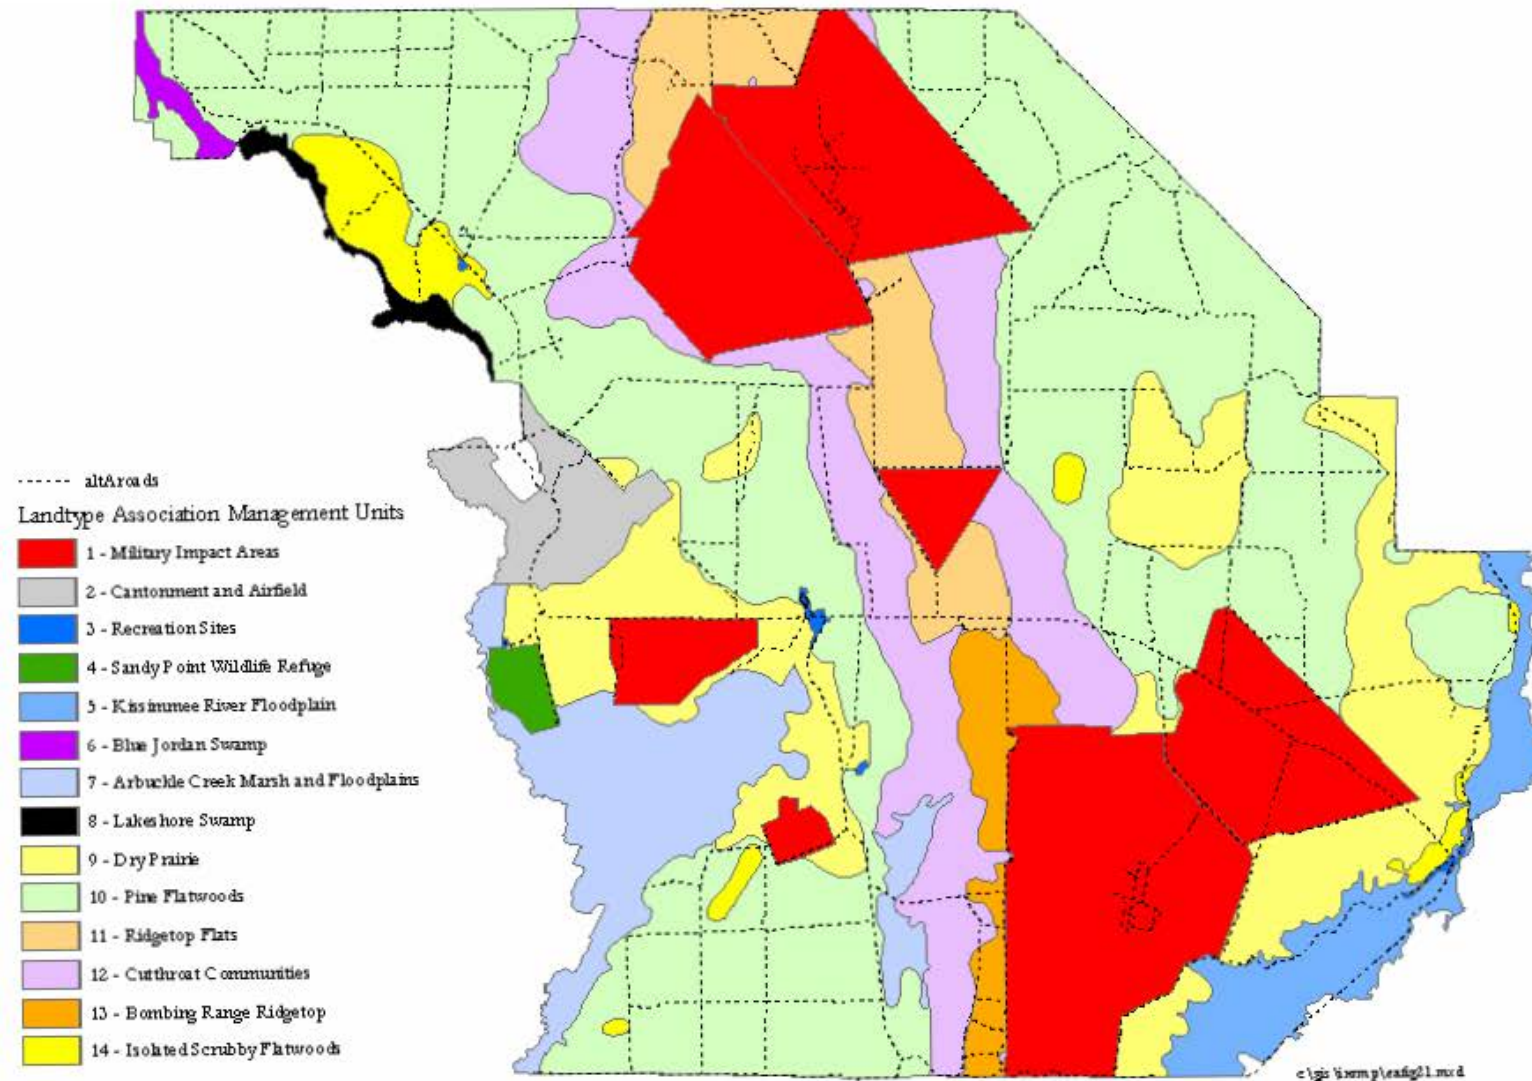 altAroads
Landtype Association Management Units
1 - Military Impact Areas
2 - Cantonment and Airfield
3 - Recreation Sites
4 - Sandy Point Wildlife Refuge
5 - Kissimmee River Floodplain
6 - Blue Jordan Swamp
7 - Arbuckle Creek Marsh and Floodplains
8 - Lakeshore Swamp
9 - Dry Prairie
10 - Pine Flatwoods
11 - Ridgetop Flats
12 - Cutthroat Communities
13 - Bombing Range Ridgetop
14 - Isolated Scrubby Flatwoods